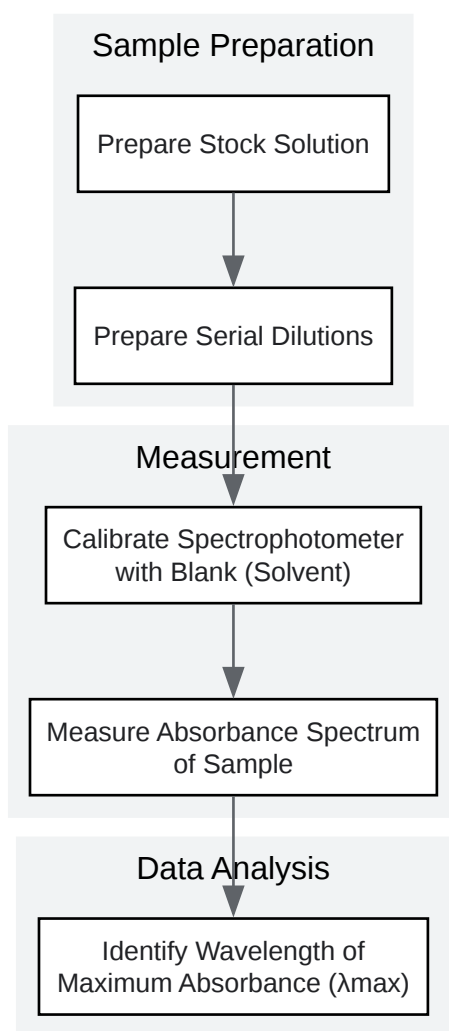 Sample Preparation
Prepare Stock Solution
Prepare Serial Dilutions
Measurement
Calibrate Spectrophotometer
with Blank (Solvent)
Measure Absorbance Spectrum
of Sample
Data Analysis
Identify Wavelength of
Maximum Absorbance (λmax)